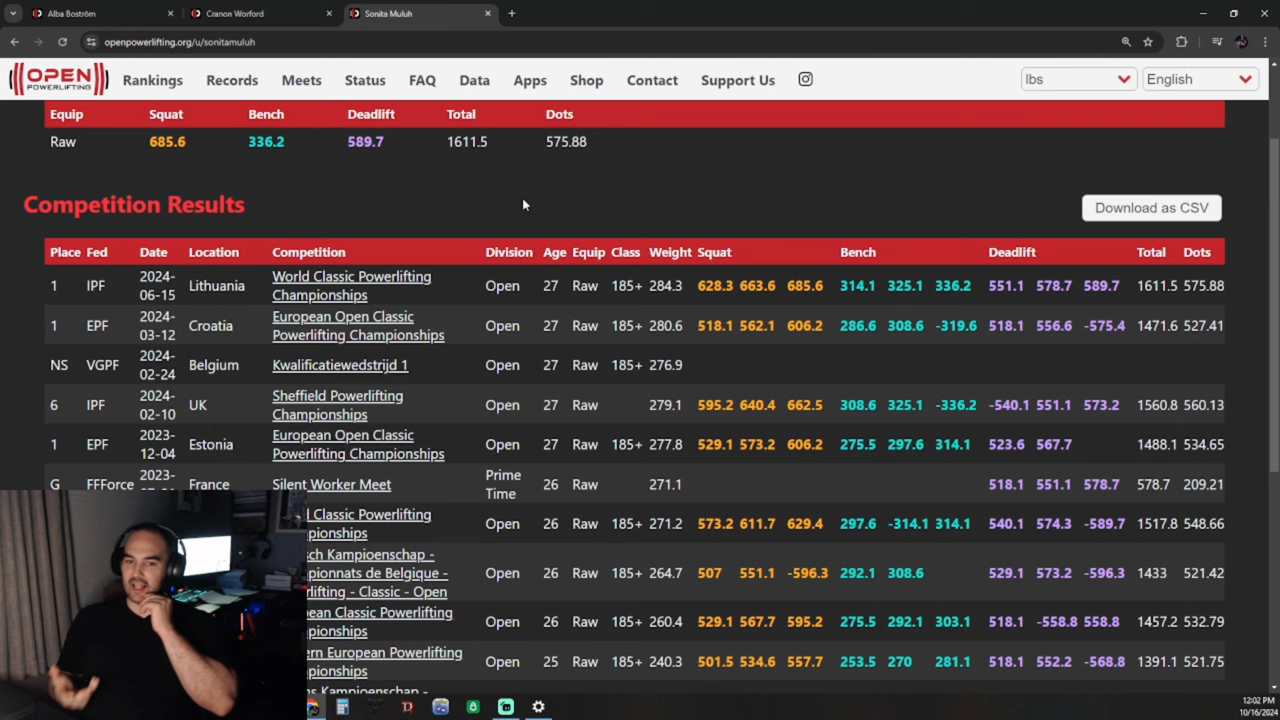 Alba Boström
Cranon Worford
Sonita Muluh
openpowerlifting.org/u/sonitamuluh
OPEN POWERLIFTING Rankings Records Meets Status FAQ Data Apps Shop Contact Support Us lbs English
Equip Squat Bench Deadlift Total Dots
Raw 685.6 336.2 589.7 1611.5 575.88
Competition Results
Download as CSV
Place Fed Date Location Competition Division Age Equip Class Weight Squat Bench Deadlift Total Dots
1 IPF 2024-06-15 Lithuania World Classic Powerlifting Championships Open 27 Raw 185+ 284.3 628.3 663.6 685.6 314.1 325.1 336.2 551.1 578.7 589.7 1611.5 575.88
1 EPF 2024-03-12 Croatia European Open Classic Powerlifting Championships Open 27 Raw 185+ 280.6 518.1 562.1 606.2 286.6 308.6 -319.6 518.1 556.6 -575.4 1471.6 527.41
NS VGPF 2024-02-24 Belgium Kwalificatiewedstrijd 1 Open 27 Raw 185+ 276.9
6 IPF 2024-02-10 UK Sheffield Powerlifting Championships Open 27 Raw 279.1 595.2 640.4 662.5 308.6 325.1 -336.2 -540.1 551.1 573.2 1560.8 560.13
1 EPF 2023-12-04 Estonia European Open Classic Powerlifting Championships Open 27 Raw 185+ 277.8 529.1 573.2 606.2 275.5 297.6 314.1 523.6 567.7 1488.1 534.65
G FFForce 2023- France Silent Worker Meet Prime Time 26 Raw 271.1 518.1 551.1 578.7 578.7 209.21
Classic Powerlifting Open 26 Raw 185+ 271.2 573.2 611.7 629.4 297.6 -314.1 314.1 540.1 574.3 -589.7 1517.8 548.66
Kampioenschap - de Belgique - - Classic - Open Open 26 Raw 185+ 264.7 507 551.1 -596.3 292.1 308.6 529.1 573.2 -596.3 1433 521.42
Classic Powerlifting Open 26 Raw 185+ 260.4 529.1 567.7 595.2 275.5 292.1 303.1 518.1 -558.8 558.8 1457.2 532.79
European Powerlifting Open 25 Raw 185+ 240.3 501.5 534.6 557.7 253.5 270 281.1 518.1 552.2 -568.8 1391.1 521.75
12:02 PM
10/16/2024